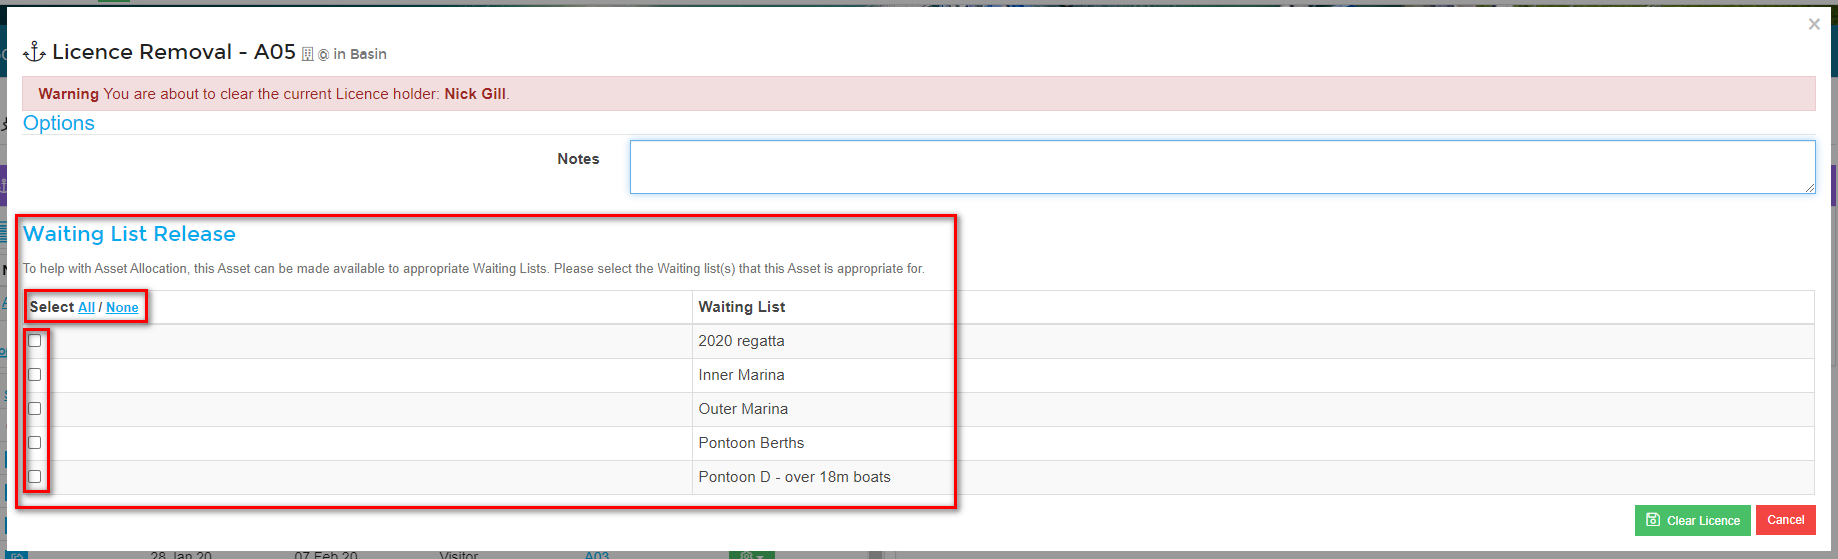 ×
Licence Removal - A05 @ in Basin
Warning You are about to clear the current Licence holder: Nick Gill.
Options
Notes
Waiting List Release
To help with Asset Allocation, this Asset can be made available to appropriate Waiting Lists. Please select the Waiting list(s) that this Asset is appropriate for.
Select All / None Waiting List
2020 regatta
Inner Marina
Outer Marina
Pontoon Berths
Pontoon D - over 18m boats
Clear Licence Cancel
28 Jan 20 07 Feb 20 Visitor A03